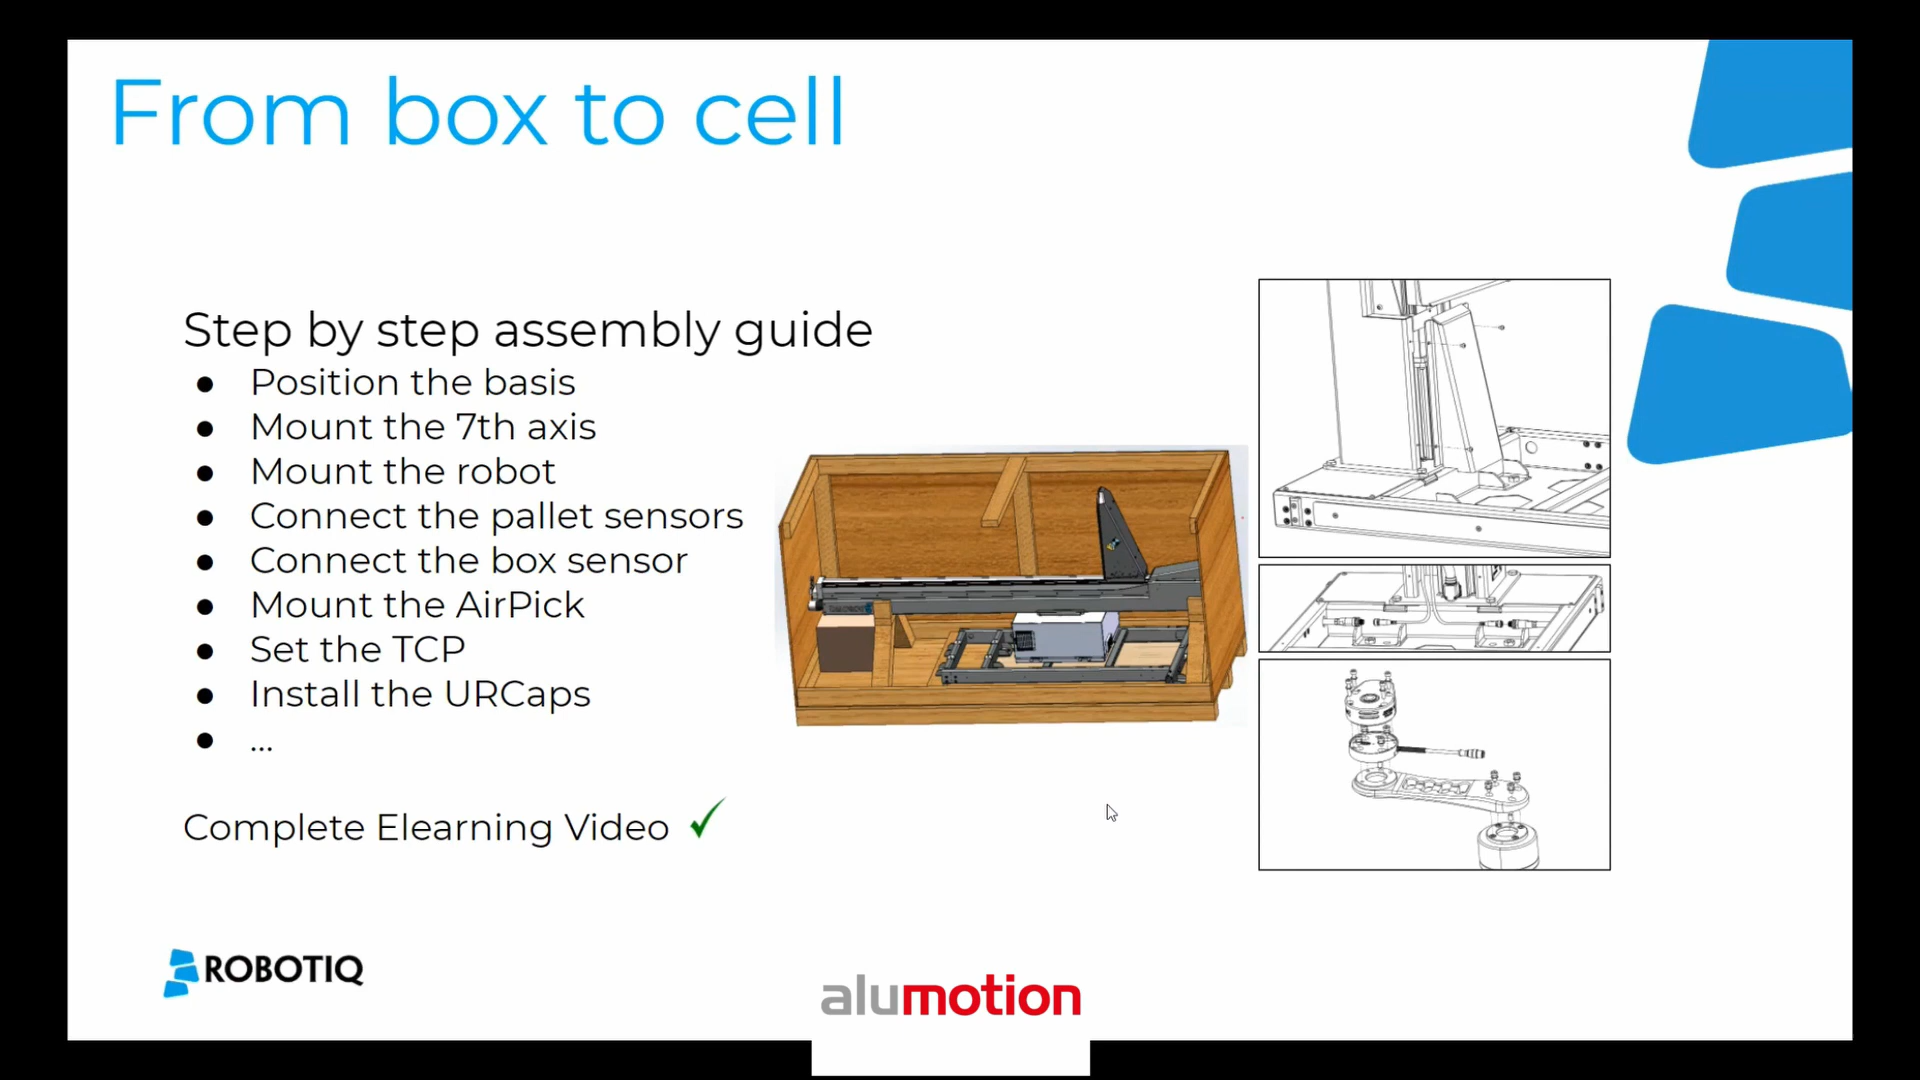 From box to cell
Step by step assembly guide
● Position the basis
● Mount the 7th axis
● Mount the robot
● Connect the pallet sensors
● Connect the box sensor
● Mount the AirPick
● Set the TCP
● Install the URCaps
● ...
Complete Elearning Video ✓
ROBOTIQ
alumotion